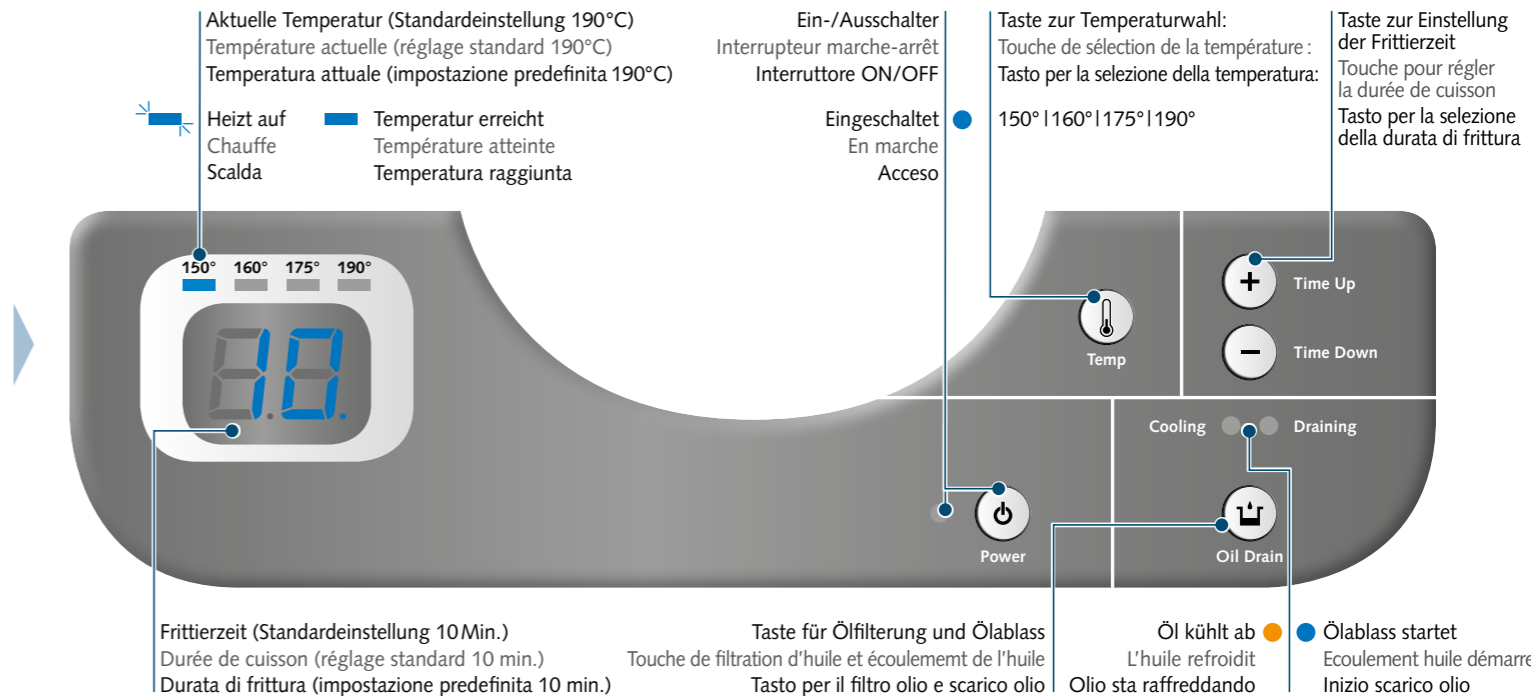 Aktuelle Temperatur (Standardeinstellung 190°C)
Température actuelle (réglage standard 190°C)
Temperatura attuale (impostazione predefinita 190°C)
Heizt auf
Chauffe
Scalda
Temperatur erreicht
Température atteinte
Temperatura raggiunta
Ein-/Ausschalter
Interrupteur marche-arrêt
Interruttore ON/OFF
Eingeschaltet
En marche
Acceso
Taste zur Temperaturwahl:
Touche de sélection de la température :
Tasto per la selezione della temperatura:
150° | 160° | 175° | 190°
Taste zur Einstellung
der Frittierzeit
Touche pour régler
la durée de cuisson
Tasto per la selezione
della durata di frittura
150° 160° 175° 190°
10.
Temp
Time Up
Time Down
Cooling
Draining
Power
Oil Drain
Frittierzeit (Standardeinstellung 10 Min.)
Durée de cuisson (réglage standard 10 min.)
Durata di frittura (impostazione predefinita 10 min.)
Taste für Ölfilterung und Ölablass
Touche de filtration d'huile et écoulememt de l'huile
Tasto per il filtro olio e scarico olio
Öl kühlt ab
L'huile refroidit
Olio sta raffreddando
Ölablass startet
Ecoulement huile démarre
Inizio scarico olio